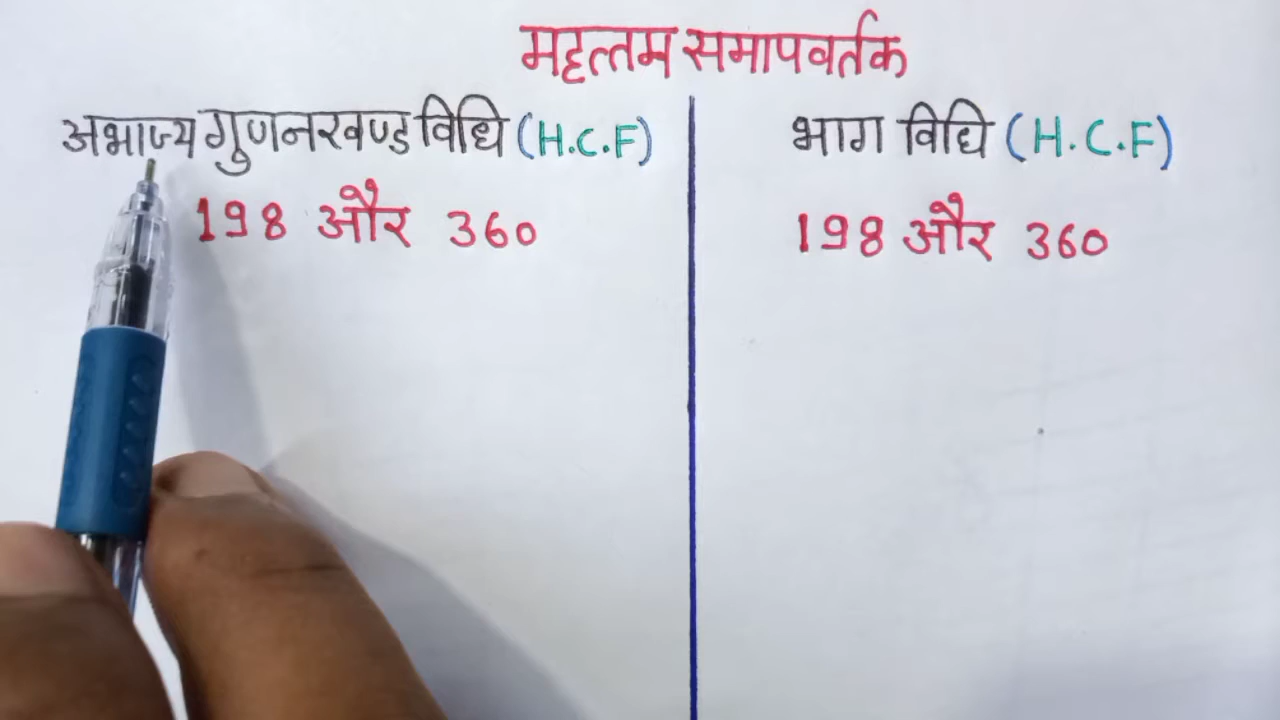 महत्तम समापवर्तक
अभाज्य गुणनखण्ड विधि (H.C.F)
198 और 360
भाग विधि (H.C.F)
198 और 360